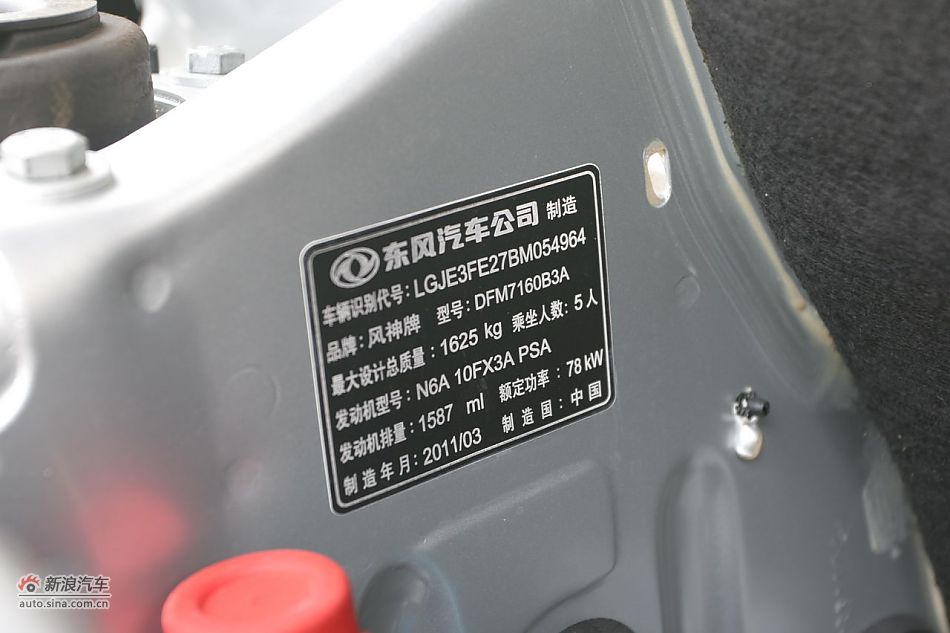 东风汽车公司 制造
车辆识别代号: LGJE3FE27BM054964
品牌: 风神牌 型号: DFM7160B3A
最大设计总质量: 1625 kg 乘坐人数: 5人
发动机型号: N6A 10FX3A PSA
发动机排量: 1587 ml 额定功率: 78 kW
制造年月: 2011/03 制造国: 中国
新浪汽车
auto.sina.com.cn